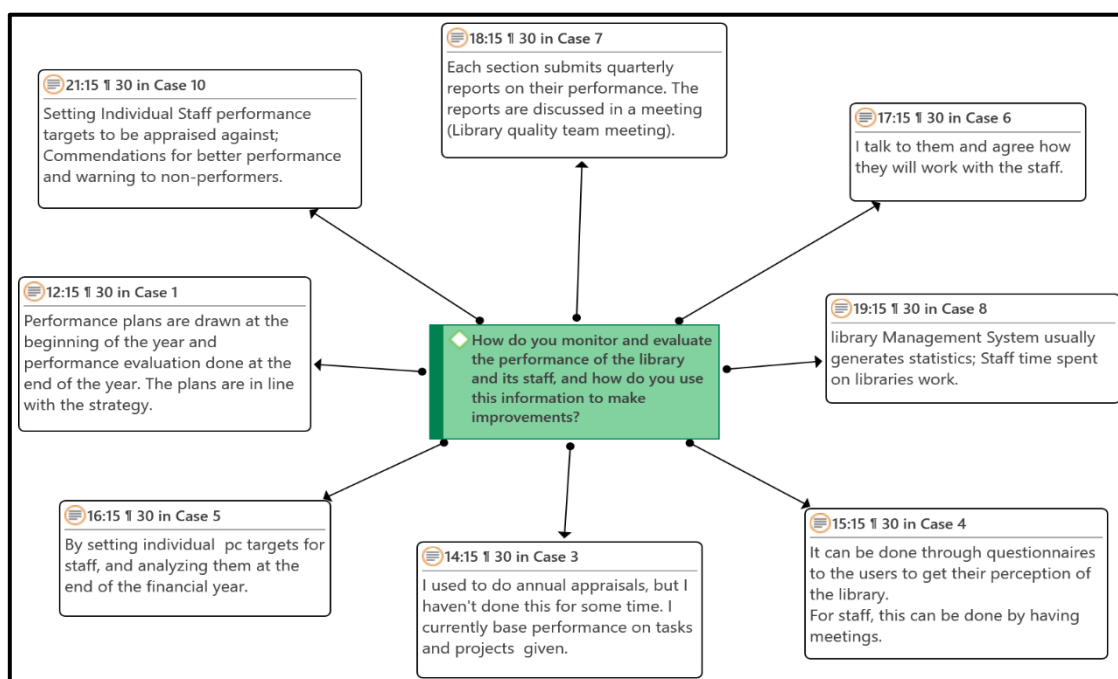 18:15 ¶ 30 in Case 7
Each section submits quarterly
reports on their performance. The
reports are discussed in a meeting
(Library quality team meeting).
21:15 ¶ 30 in Case 10
Setting Individual Staff performance
targets to be appraised against;
Commendations for better performance
and warning to non-performers.
17:15 ¶ 30 in Case 6
I talk to them and agree how
they will work with the staff.
12:15 ¶ 30 in Case 1
Performance plans are drawn at the
beginning of the year and
performance evaluation done at the
end of the year. The plans are in line
with the strategy.
How do you monitor and evaluate
the performance of the library
and its staff, and how do you use
this information to make
improvements?
19:15 ¶ 30 in Case 8
library Management System usually
generates statistics; Staff time spent
on libraries work.
16:15 ¶ 30 in Case 5
By setting individual  pc targets for
staff, and analyzing them at the
end of the financial year.
14:15 ¶ 30 in Case 3
I used to do annual appraisals, but I
haven't done this for some time. I
currently base performance on tasks
and projects  given.
15:15 ¶ 30 in Case 4
It can be done through questionnaires
to the users to get their perception of
the library.
For staff, this can be done by having
meetings.